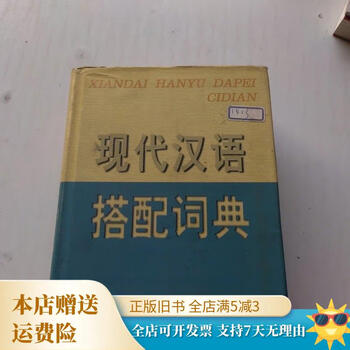 XIANDAI HANYU DAPEI
CIDIAN
现代汉语
搭配词典
本店赠送
运费险
正版旧书 全店满5减3
全店可开发票 支持7天无理由